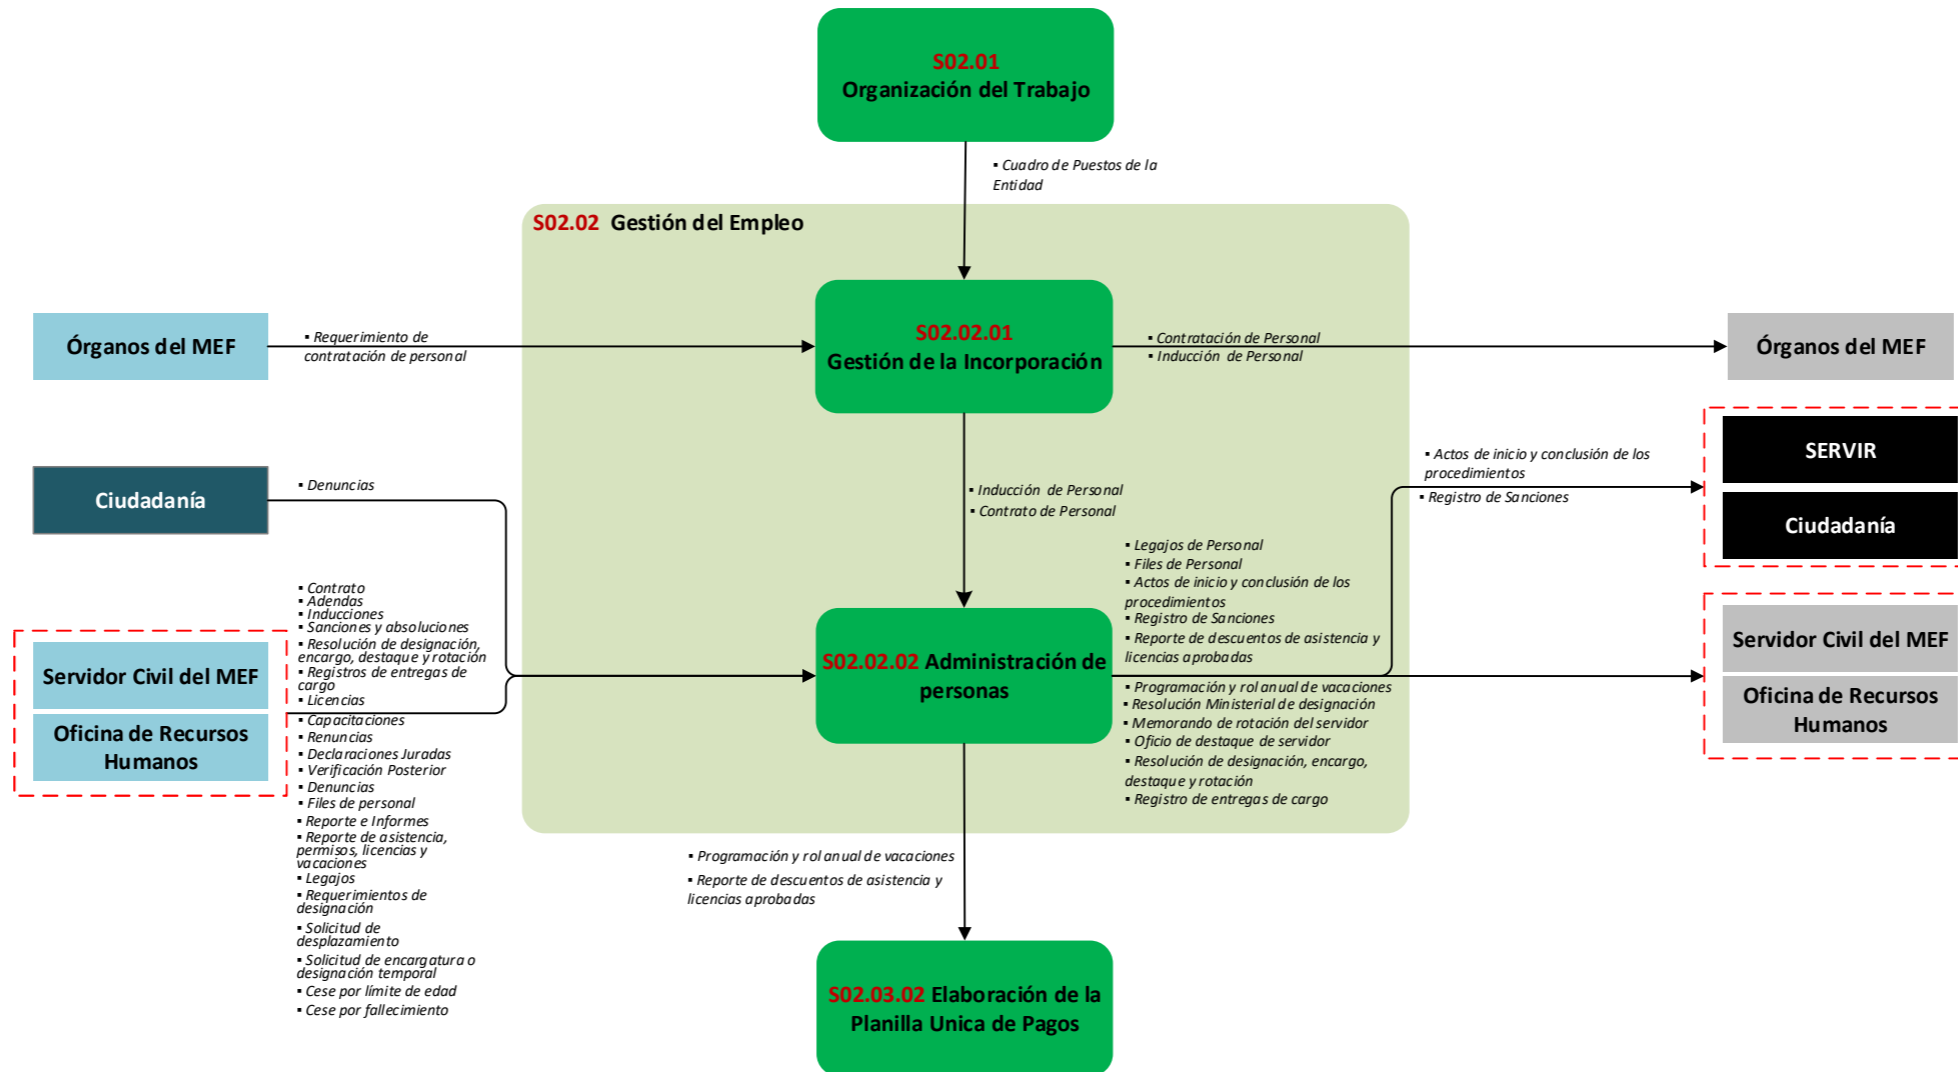 S02.01
Organización del Trabajo
▪ Cuadro de Puestos de la
Entidad
S02.02 Gestión del Empleo
Órganos del MEF
▪ Requerimiento de
contratación de personal
S02.02.01
Gestión de la Incorporación
▪ Contratación de Personal
▪ Inducción de Personal
Órganos del MEF
Ciudadanía
▪ Denuncias
▪ Inducción de Personal
▪ Contrato de Personal
▪ Actos de inicio y conclusión de los
procedimientos
▪ Registro de Sanciones
SERVIR
Ciudadanía
Servidor Civil del MEF
Oficina de Recursos
Humanos
▪ Contrato
▪ Adendas
▪ Inducciones
▪ Sanciones y absoluciones
▪ Resolución de designación,
encargo, destaque y rotación
▪ Registros de entregas de
cargo
▪ Licencias
▪ Capacitaciones
▪ Renuncias
▪ Declaraciones Juradas
▪ Verificación Posterior
▪ Denuncias
▪ Files de personal
▪ Reporte e Informes
▪ Reporte de asistencia,
permisos, licencias y
vacaciones
▪ Legajos
▪ Requerimientos de
designación
▪ Solicitud de
desplazamiento
▪ Solicitud de encargatura o
designación temporal
▪ Cese por límite de edad
▪ Cese por fallecimiento
S02.02.02 Administración de
personas
▪ Legajos de Personal
▪ Files de Personal
▪ Actos de inicio y conclusión de los
procedimientos
▪ Registro de Sanciones
▪ Reporte de descuentos de asistencia y
licencias aprobadas
▪ Programación y rol anual de vacaciones
▪ Resolución Ministerial de designación
▪ Memorando de rotación del servidor
▪ Oficio de destaque de servidor
▪ Resolución de designación, encargo,
destaque y rotación
▪ Registro de entregas de cargo
Servidor Civil del MEF
Oficina de Recursos
Humanos
▪ Programación y rol anual de vacaciones
▪ Reporte de descuentos de asistencia y
licencias aprobadas
S02.03.02 Elaboración de la
Planilla Unica de Pagos